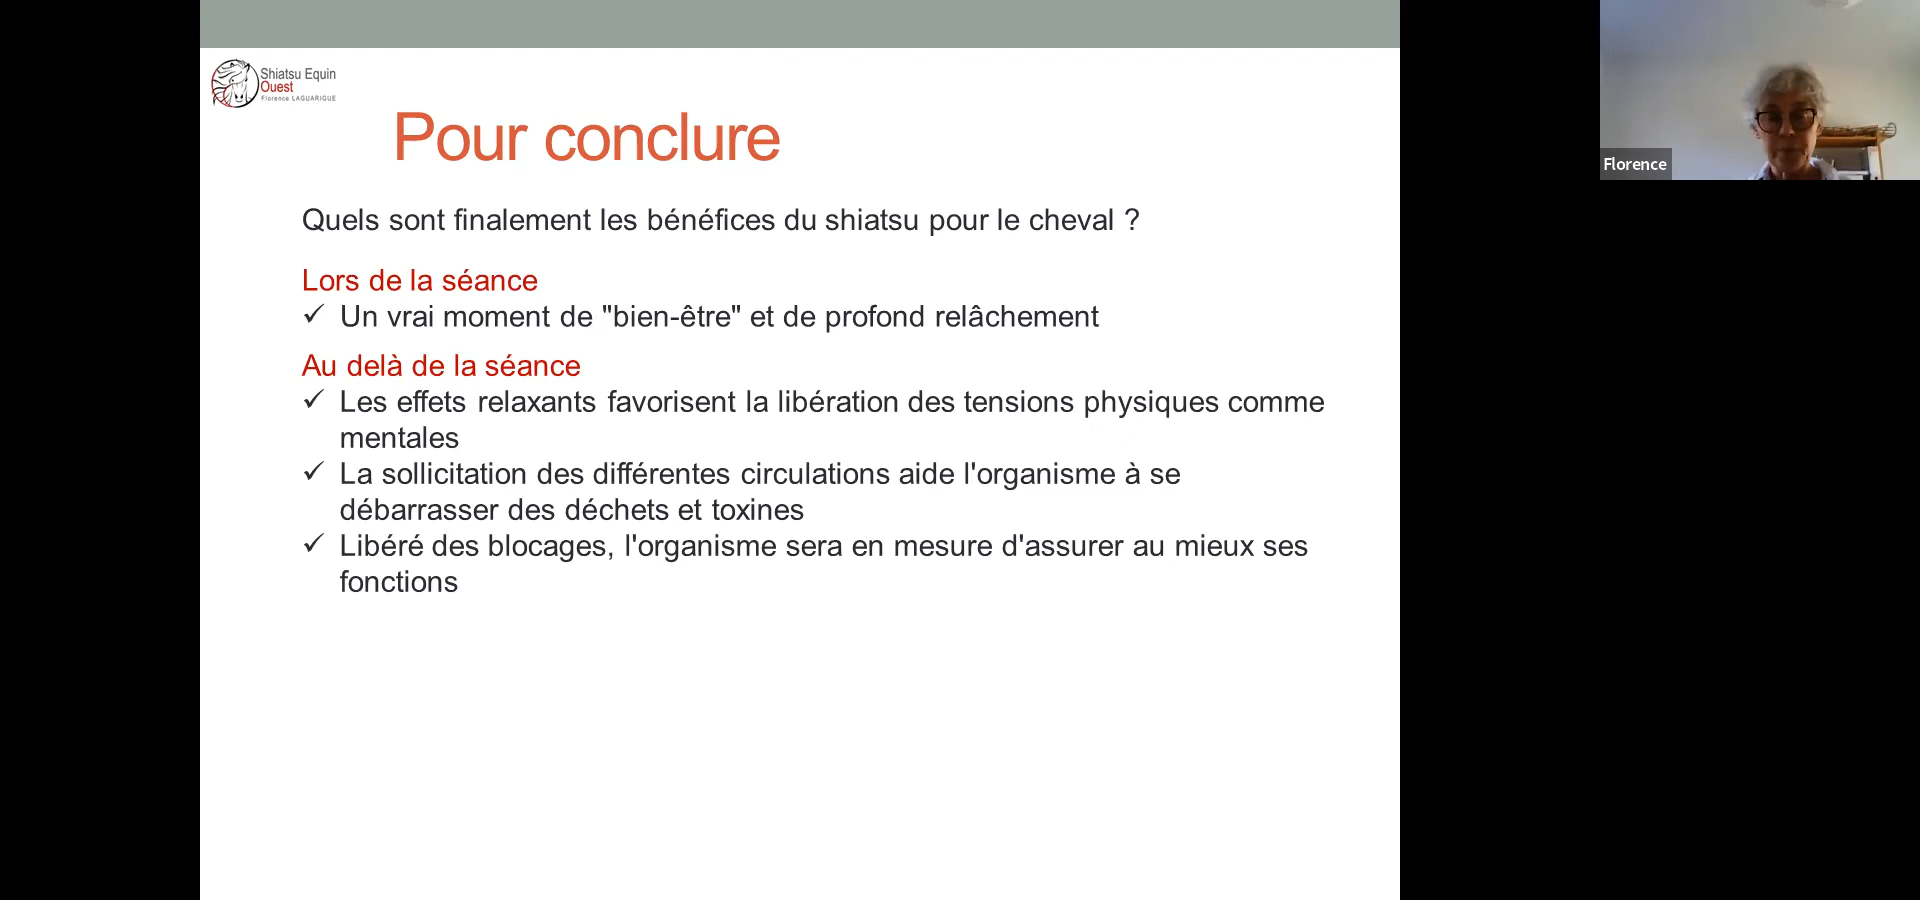 Shiatsu Equin
Ouest
Florence LAGUARIGUE
Pour conclure
Quels sont finalement les bénéfices du shiatsu pour le cheval ?
Lors de la séance
✓ Un vrai moment de "bien-être" et de profond relâchement
Au delà de la séance
✓ Les effets relaxants favorisent la libération des tensions physiques comme
mentales
✓ La sollicitation des différentes circulations aide l'organisme à se
débarrasser des déchets et toxines
✓ Libéré des blocages, l'organisme sera en mesure d'assurer au mieux ses
fonctions
Florence